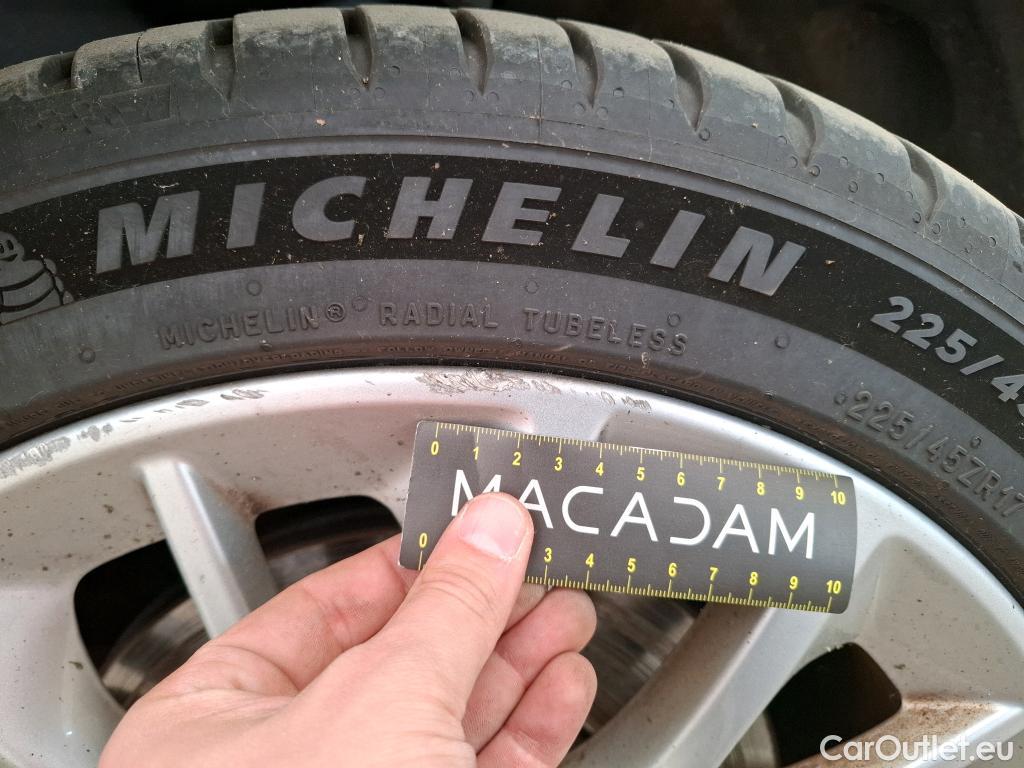 MICHELIN
225/45
MICHELIN® RADIAL TUBELESS
225/45ZR17
0 1 2 3 4 5 6 7 8 9 10
MACADAM
0 3 4 5 6 7 8 9 10
CarOutlet.eu